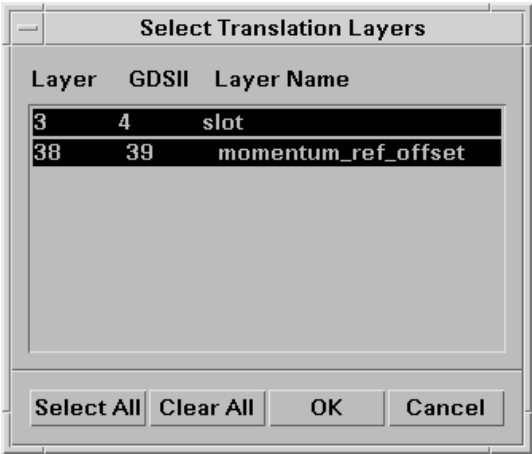 Select Translation Layers
Layer GDSII Layer Name
3 4 slot
38 39 momentum_ref_offset
Select All Clear All OK Cancel